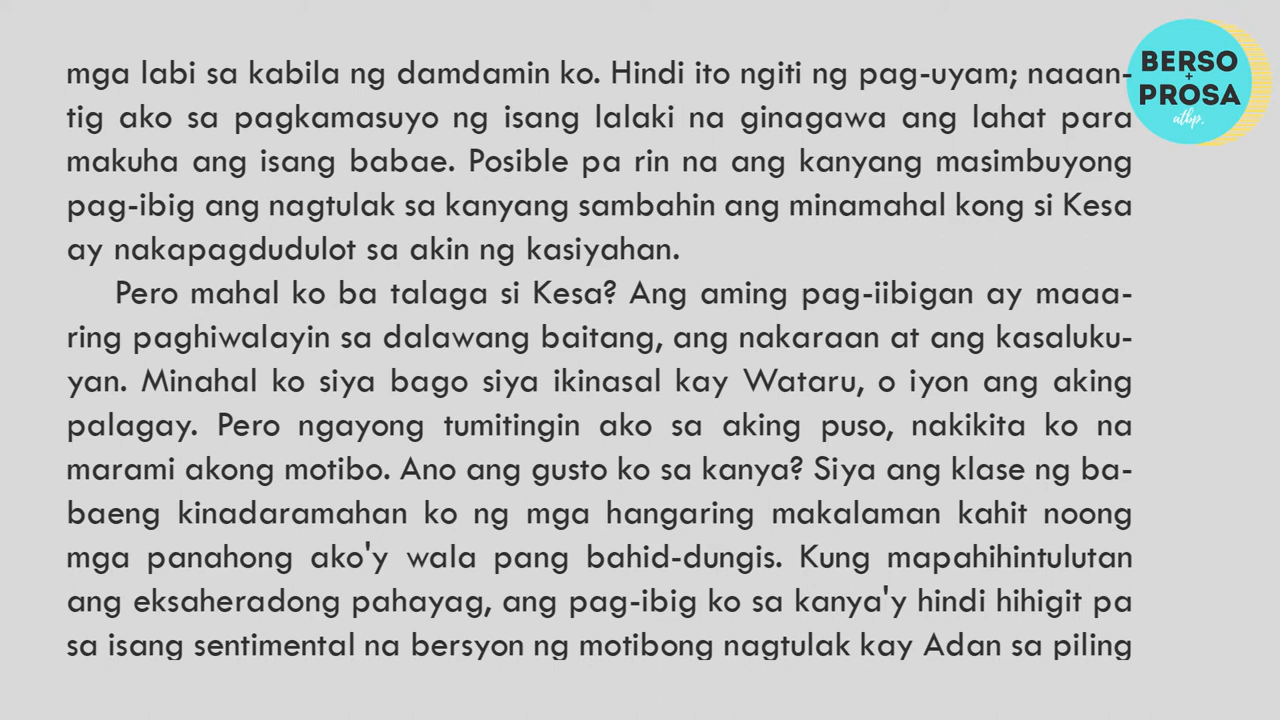 mga labi sa kabila ng damdamin ko. Hindi ito ngiti ng pag-uyam; naaan-
tig ako sa pagkamasuyo ng isang lalaki na ginagawa ang lahat para
makuha ang isang babae. Posible pa rin na ang kanyang masimbuyong
pag-ibig ang nagtulak sa kanyang sambahin ang minamahal kong si Kesa
ay nakapagdudulot sa akin ng kasiyahan.
Pero mahal ko ba talaga si Kesa? Ang aming pag-iibigan ay maaa-
ring paghiwalayin sa dalawang baitang, ang nakaraan at ang kasaluku-
yan. Minahal ko siya bago siya ikinasal kay Wataru, o iyon ang aking
palagay. Pero ngayong tumitingin ako sa aking puso, nakikita ko na
marami akong motibo. Ano ang gusto ko sa kanya? Siya ang klase ng ba-
baeng kinadaramahan ko ng mga hangaring makalaman kahit noong
mga panahong ako'y wala pang bahid-dungis. Kung mapahihintulutan
ang eksaheradong pahayag, ang pag-ibig ko sa kanya'y hindi hihigit pa
sa isang sentimental na bersyon ng motibong nagtulak kay Adan sa piling
BERSO
+
PROSA
atbp.